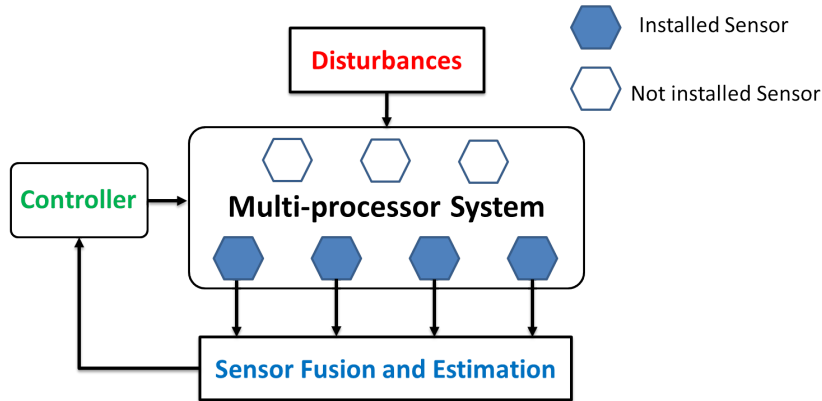 Installed Sensor
Disturbances
Not installed Sensor
Controller
Multi-processor System
Sensor Fusion and Estimation